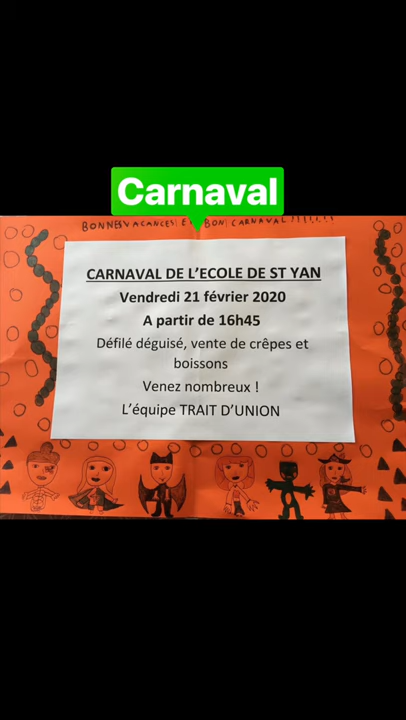 Carnaval
BONNES VACANCES! ET BON! CARNAVAL !!!!!!!
CARNAVAL DE L'ECOLE DE ST YAN
Vendredi 21 février 2020
A partir de 16h45
Défilé déguisé, vente de crêpes et
boissons
Venez nombreux !
L'équipe TRAIT D'UNION